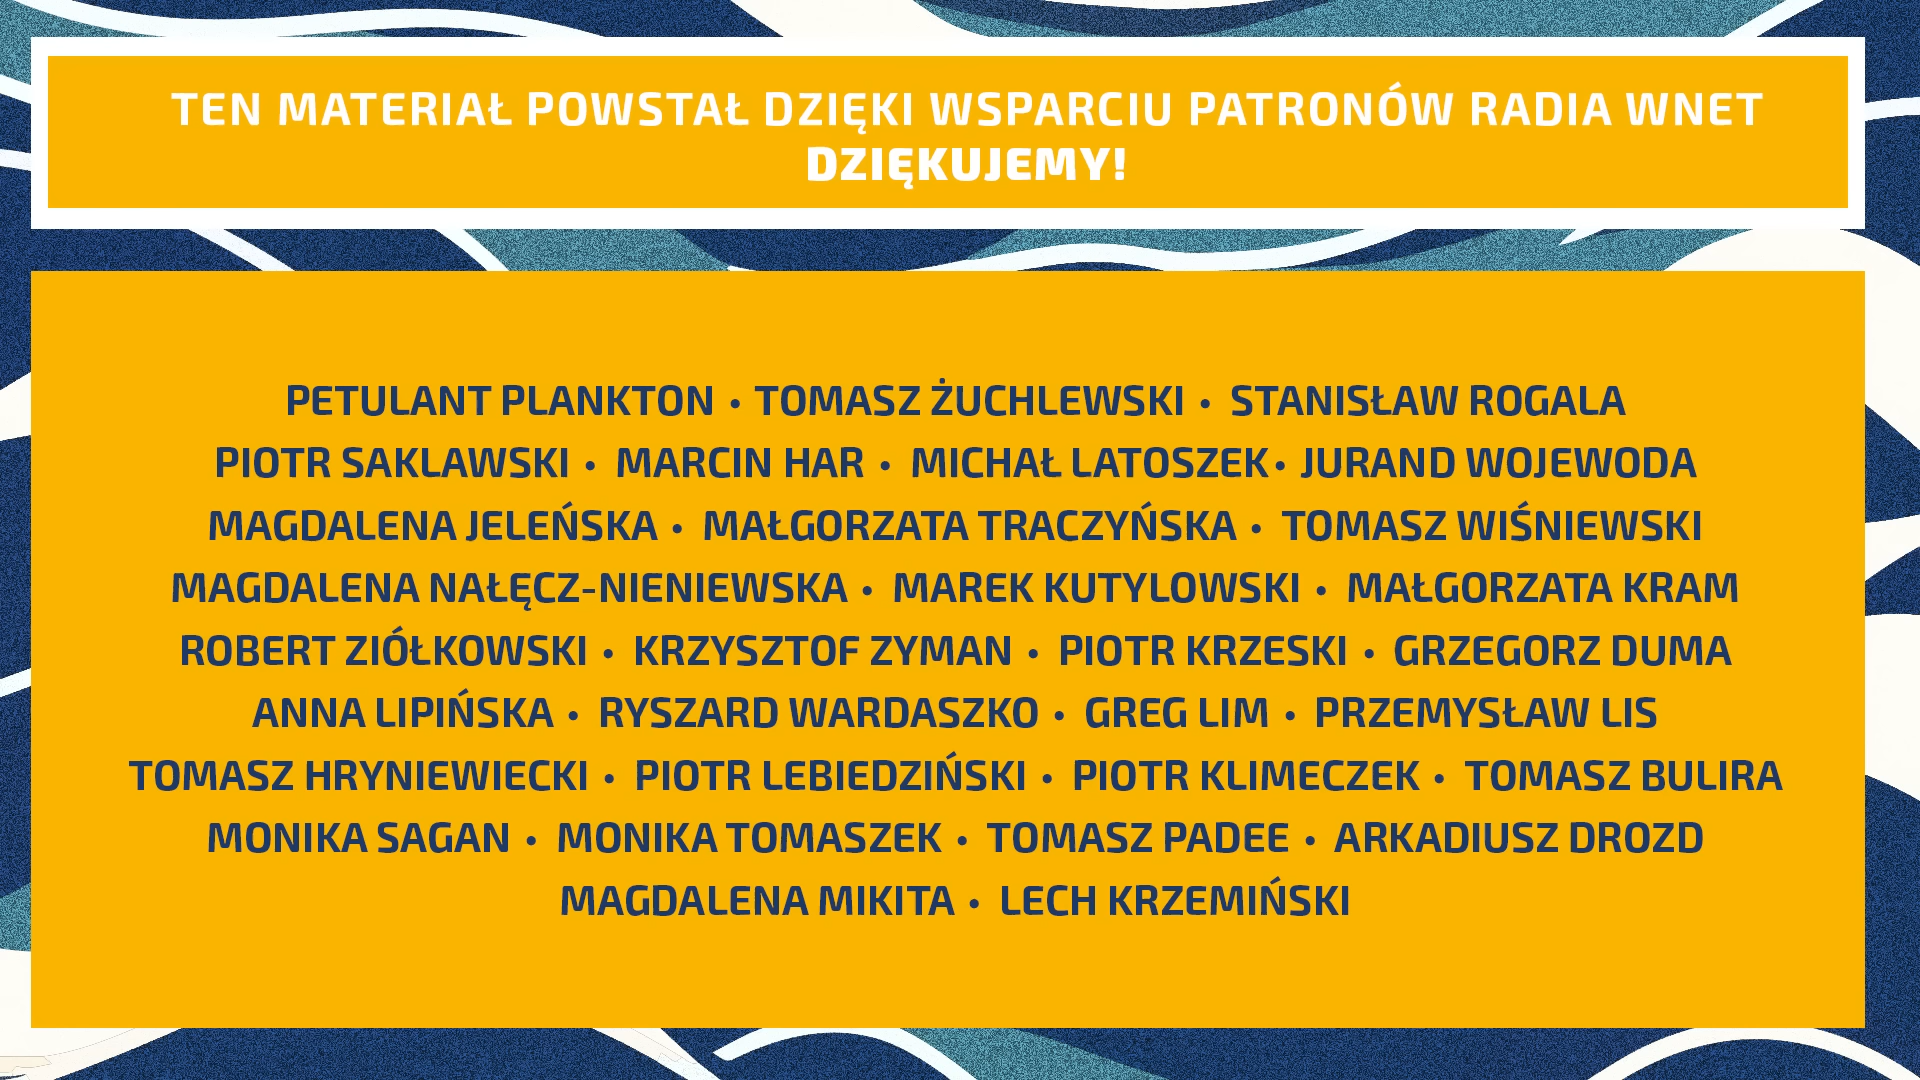 TEN MATERIAŁ POWSTAŁ DZIĘKI WSPARCIU PATRONÓW RADIA WNET
DZIĘKUJEMY!
PETULANT PLANKTON • TOMASZ ŻUCHLEWSKI • STANISŁAW ROGALA
PIOTR SAKLAWSKI • MARCIN HAR • MICHAŁ LATOSZEK• JURAND WOJEWODA
MAGDALENA JELEŃSKA • MAŁGORZATA TRACZYŃSKA • TOMASZ WIŚNIEWSKI
MAGDALENA NAŁĘCZ-NIENIEWSKA • MAREK KUTYLOWSKI • MAŁGORZATA KRAM
ROBERT ZIÓŁKOWSKI • KRZYSZTOF ZYMAN • PIOTR KRZESKI • GRZEGORZ DUMA
ANNA LIPIŃSKA • RYSZARD WARDASZKO • GREG LIM • PRZEMYSŁAW LIS
TOMASZ HRYNIEWIECKI • PIOTR LEBIEDZIŃSKI • PIOTR KLIMECZEK • TOMASZ BULIRA
MONIKA SAGAN • MONIKA TOMASZEK • TOMASZ PADEE • ARKADIUSZ DROZD
MAGDALENA MIKITA • LECH KRZEMIŃSKI